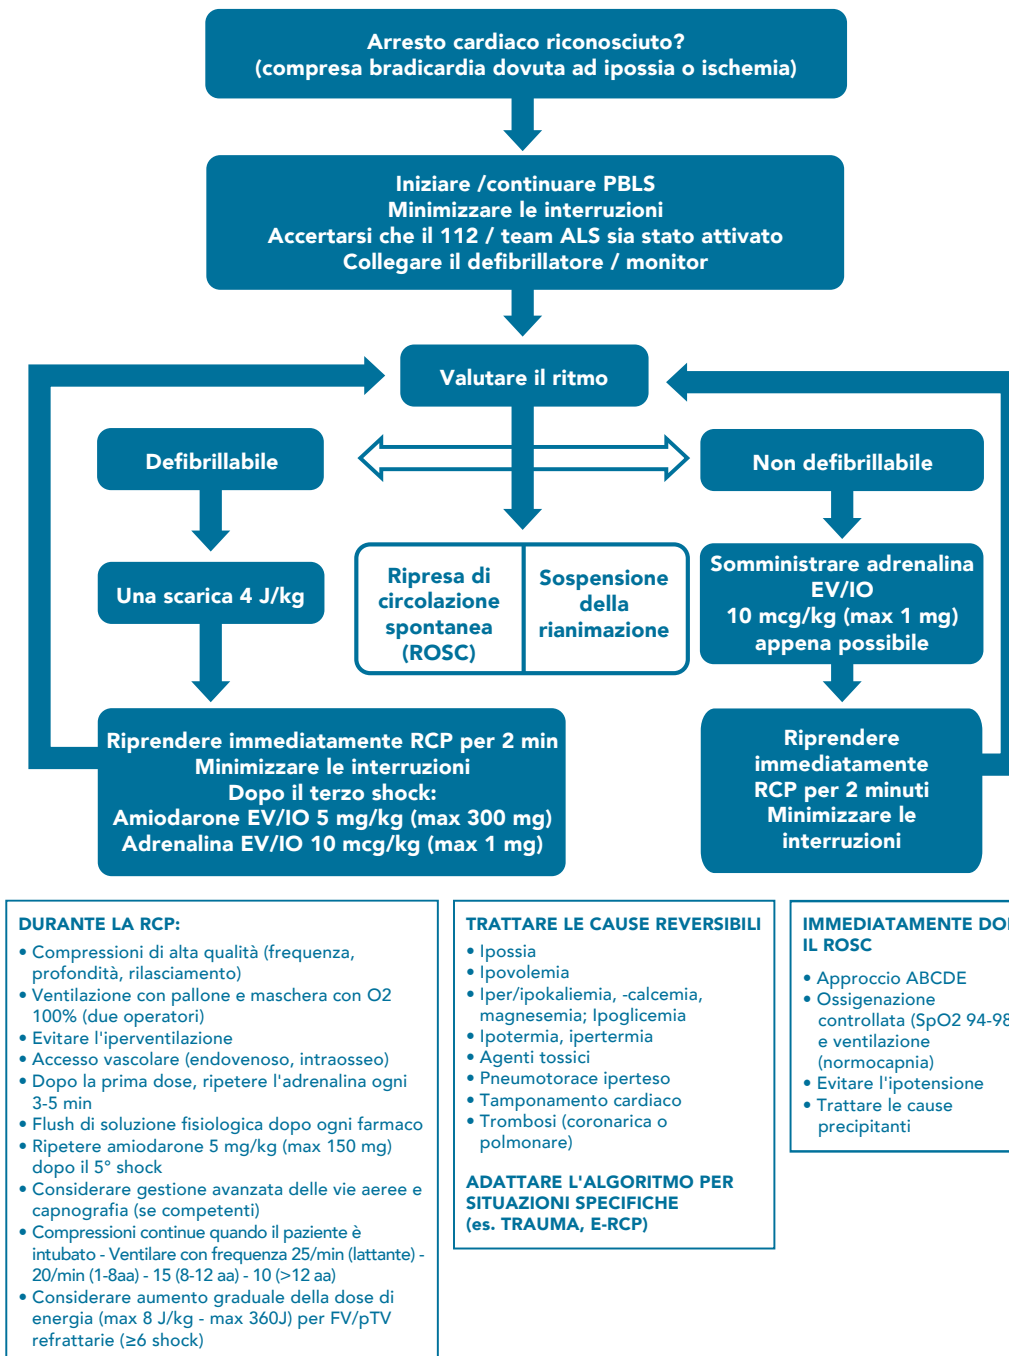 Arresto cardiaco riconosciuto?
(compresa bradicardia dovuta ad ipossia o ischemia)
Iniziare /continuare PBLS
Minimizzare le interruzioni
Accertarsi che il 112 / team ALS sia stato attivato
Collegare il defibrillatore / monitor
Valutare il ritmo
Defibrillabile
Non defibrillabile
Una scarica 4 J/kg
Ripresa di
circolazione
spontanea
(ROSC)
Sospensione
della
rianimazione
Somministrare adrenalina
EV/IO
10 mcg/kg (max 1 mg)
appena possibile
Riprendere immediatamente RCP per 2 min
Minimizzare le interruzioni
Dopo il terzo shock:
Amiodarone EV/IO 5 mg/kg (max 300 mg)
Adrenalina EV/IO 10 mcg/kg (max 1 mg)
Riprendere
immediatamente
RCP per 2 minuti
Minimizzare le
interruzioni
DURANTE LA RCP:
• Compressioni di alta qualità (frequenza,
profondità, rilasciamento)
• Ventilazione con pallone e maschera con O2
100% (due operatori)
• Evitare l'iperventilazione
• Accesso vascolare (endovenoso, intraosseo)
• Dopo la prima dose, ripetere l'adrenalina ogni
3-5 min
• Flush di soluzione fisiologica dopo ogni farmaco
• Ripetere amiodarone 5 mg/kg (max 150 mg)
dopo il 5° shock
• Considerare gestione avanzata delle vie aeree e
capnografia (se competenti)
• Compressioni continue quando il paziente è
intubato - Ventilare con frequenza 25/min (lattante) -
20/min (1-8aa) - 15 (8-12 aa) - 10 (>12 aa)
• Considerare aumento graduale della dose di
energia (max 8 J/kg - max 360J) per FV/pTV
refrattarie (≥6 shock)
TRATTARE LE CAUSE REVERSIBILI
• Ipossia
• Ipovolemia
• Iper/ipokaliemia, -calcemia,
magnesemia; Ipoglicemia
• Ipotermia, ipertermia
• Agenti tossici
• Pneumotorace iperteso
• Tamponamento cardiaco
• Trombosi (coronarica o
polmonare)
ADATTARE L'ALGORITMO PER
SITUAZIONI SPECIFICHE
(es. TRAUMA, E-RCP)
IMMEDIATAMENTE
IL ROSC
• Approccio ABCDE
• Ossigenazione
controllata (SpO2 94-98
e ventilazione
(normocapnia)
• Evitare l'ipotensione
• Trattare le cause
precipitanti